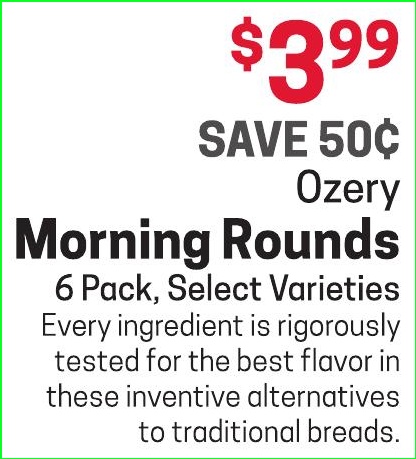 $3.99
SAVE 50¢
Ozery
Morning Rounds
6 Pack, Select Varieties
Every ingredient is rigorously
tested for the best flavor in
these inventive alternatives
to traditional breads.